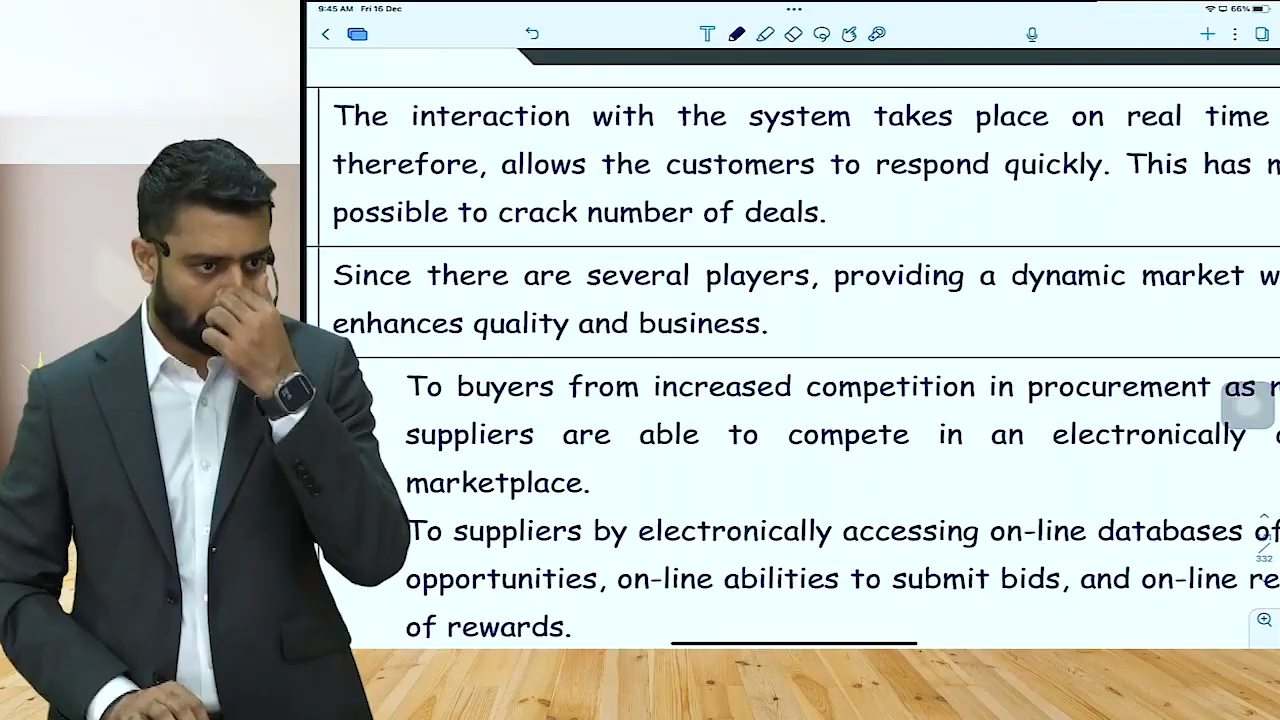 9:45 AM Fri 16 Dec
66%
The interaction with the system takes place on real time
therefore, allows the customers to respond quickly. This has
possible to crack number of deals.
Since there are several players, providing a dynamic market
enhances quality and business.
To buyers from increased competition in procurement as
suppliers are able to compete in an electronically
marketplace.
To suppliers by electronically accessing on-line databases of
opportunities, on-line abilities to submit bids, and on-line
of rewards.
332